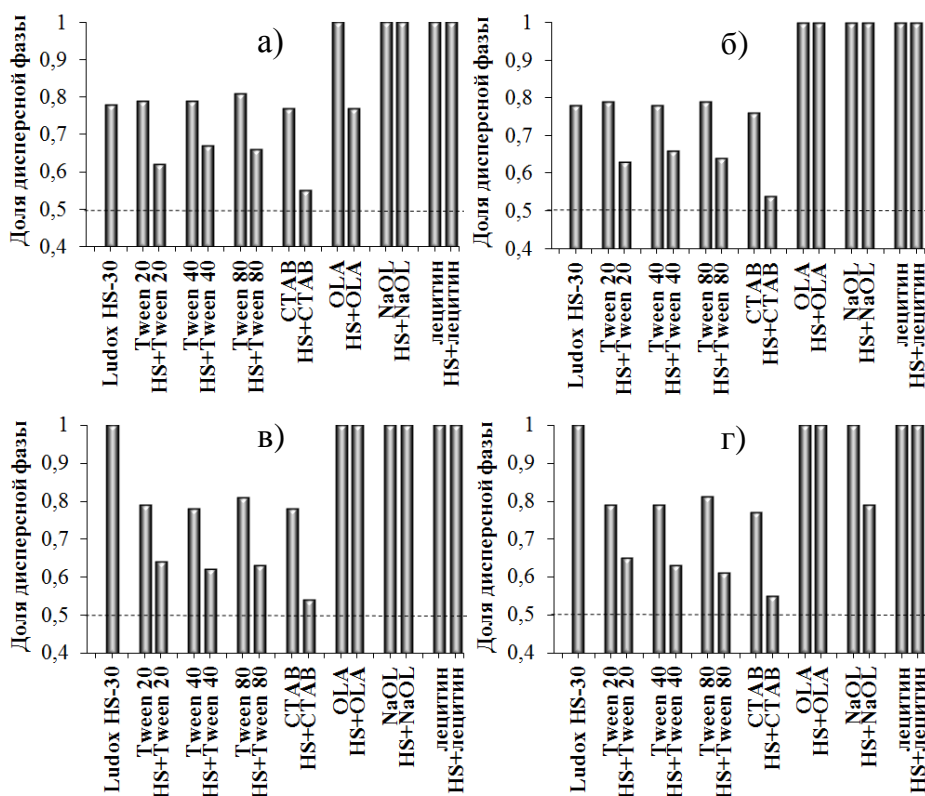 а)
Доля дисперсной фазы
1
0,9
0,8
0,7
0,6
0,5
0,4
Ludox HS-30
Tween 20
HS+Tween 20
Tween 40
HS+Tween 40
Tween 80
HS+Tween 80
CTAB
HS+CTAB
OLA
HS+OLA
NaOL
HS+NaOL
лецитин
HS+лецитин
б)
Доля дисперсной фазы
1
0,9
0,8
0,7
0,6
0,5
0,4
Ludox HS-30
Tween 20
HS+Tween 20
Tween 40
HS+Tween 40
Tween 80
HS+Tween 80
CTAB
HS+CTAB
OLA
HS+OLA
NaOL
HS+NaOL
лецитин
HS+лецитин
в)
Доля дисперсной фазы
1
0,9
0,8
0,7
0,6
0,5
0,4
Ludox HS-30
Tween 20
HS+Tween 20
Tween 40
HS+Tween 40
Tween 80
HS+Tween 80
CTAB
HS+CTAB
OLA
HS+OLA
NaOL
HS+NaOL
лецитин
HS+лецитин
г)
Доля дисперсной фазы
1
0,9
0,8
0,7
0,6
0,5
0,4
Ludox HS-30
Tween 20
HS+Tween 20
Tween 40
HS+Tween 40
Tween 80
HS+Tween 80
CTAB
HS+CTAB
OLA
HS+OLA
NaOL
HS+NaOL
лецитин
HS+лецитин